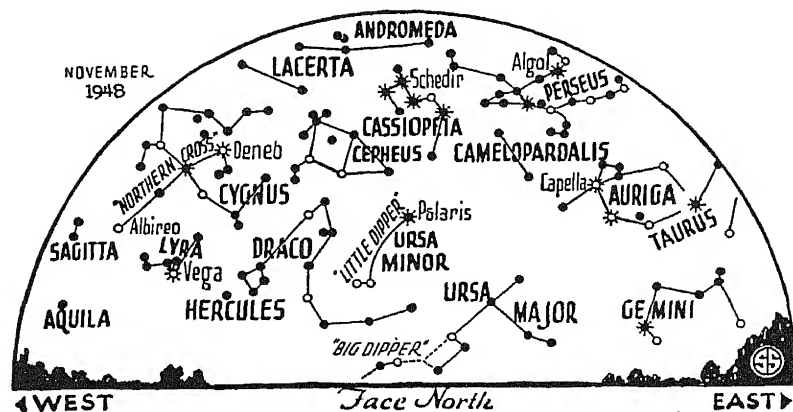 ANDROMEDA
NOVEMBER
1948
LACERTA
Schedir
Algol
PERSEUS
CASSIOPEIA
"NORTHERN CROSS"
Deneb
CEPHEUS
CAMELOPARDALIS
CYGNUS
Capella
AURIGA
Albireo
"LITTLE DIPPER"
Polaris
TAURUS
SAGITTA
LYRA
DRACO
URSA
MINOR
Vega
HERCULES
URSA
MAJOR
GEMINI
AQUILA
"BIG DIPPER"
SS
WEST
Face North
EAST